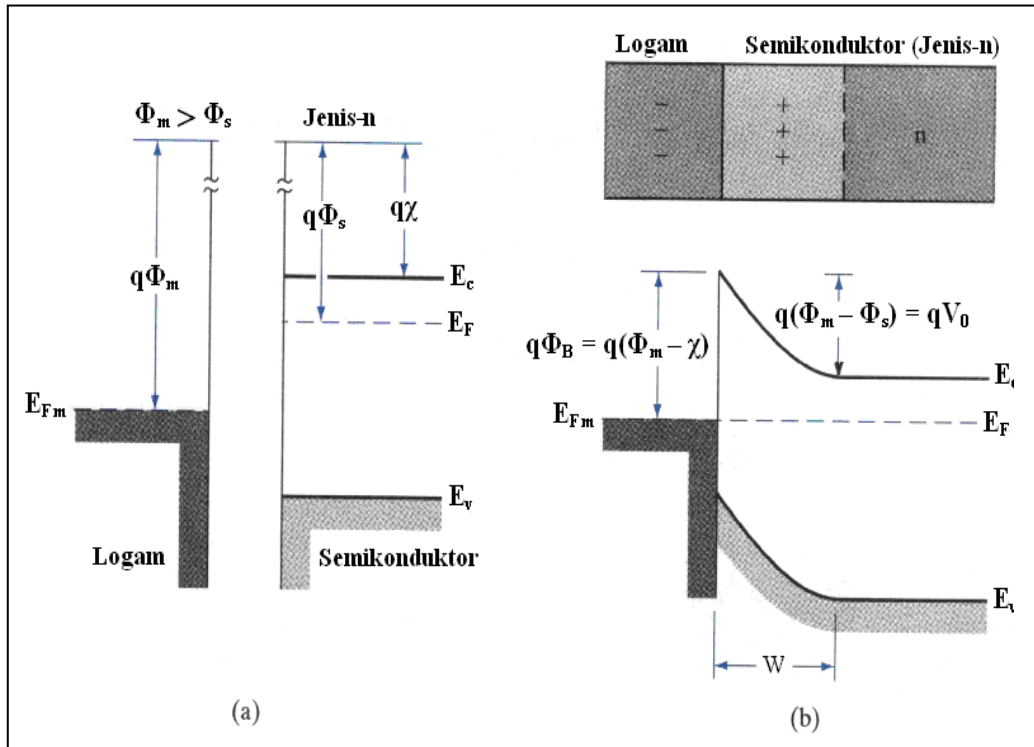 Φm > Φs
Jenis-n
qΦm
qΦs
qχ
Ec
EF
EFm
Ev
Logam
Semikonduktor
(a)
Logam
Semikonduktor (Jenis-n)
− +
− + n
− +
qΦB = q(Φm – χ)
q(Φm – Φs) = qV0
Ec
EFm
EF
Ev
W
(b)